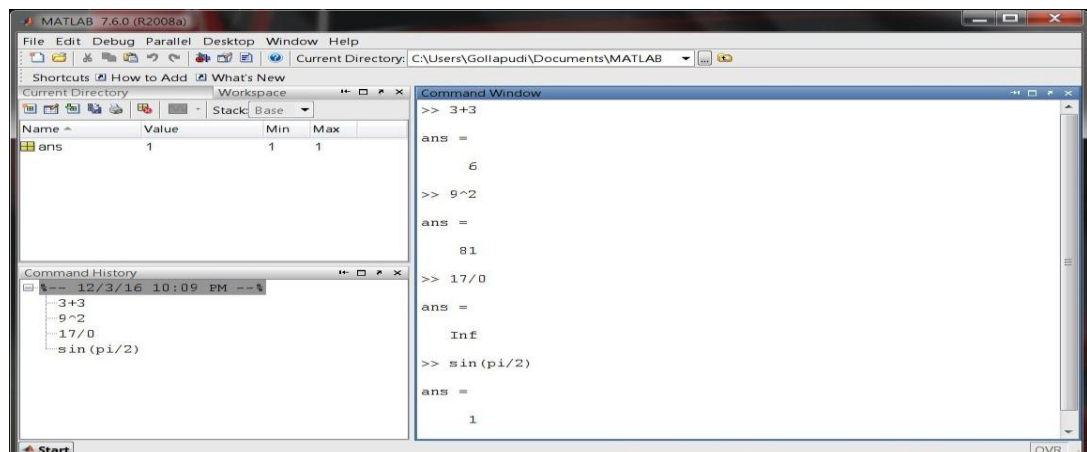 MATLAB 7.6.0 (R2008a)
File Edit Debug Parallel Desktop Window Help
Current Directory: C:\Users\Gollapudi\Documents\MATLAB
Shortcuts How to Add What's New
Current Directory Workspace
Stack: Base
Name Value Min Max
ans 1 1 1
Command History
%-- 12/3/16 10:09 PM --%
3+3
9^2
17/0
sin(pi/2)
Command Window
>> 3+3
ans =
6
>> 9^2
ans =
81
>> 17/0
ans =
Inf
>> sin(pi/2)
ans =
1
Start
OVR